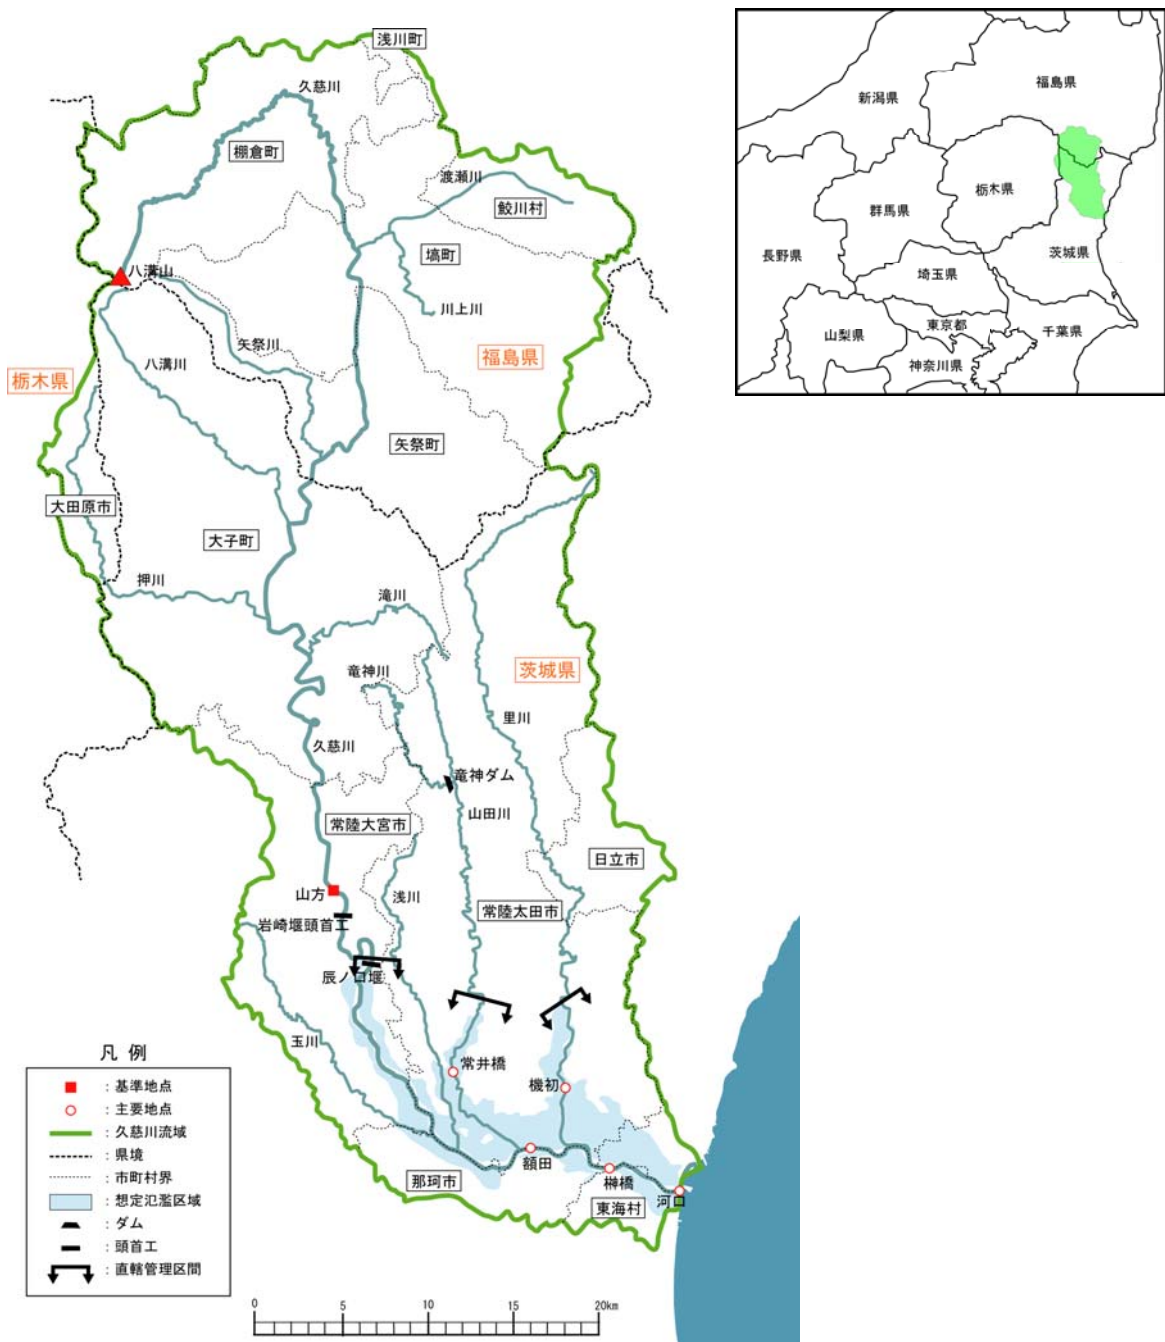 浅川町
久慈川
棚倉町
渡瀬川
鮫川村
塙町
八溝山
川上川
矢祭川
八溝川
福島県
栃木県
矢祭町
大田原市
大子町
押川
滝川
茨城県
竜神川
里川
久慈川
竜神ダム
山田川
常陸大宮市
日立市
山方
浅川
常陸太田市
岩崎堰頭首工
辰ノ口堰
玉川
常井橋
機初
額田
榊橋
那珂市
河口
東海村
凡例
：基準地点
：主要地点
：久慈川流域
：県境
：市町村界
：想定氾濫区域
：ダム
：頭首工
：直轄管理区間
0 5 10 15 20km
福島県
新潟県
栃木県
群馬県
長野県
茨城県
埼玉県
山梨県
東京都
千葉県
神奈川県